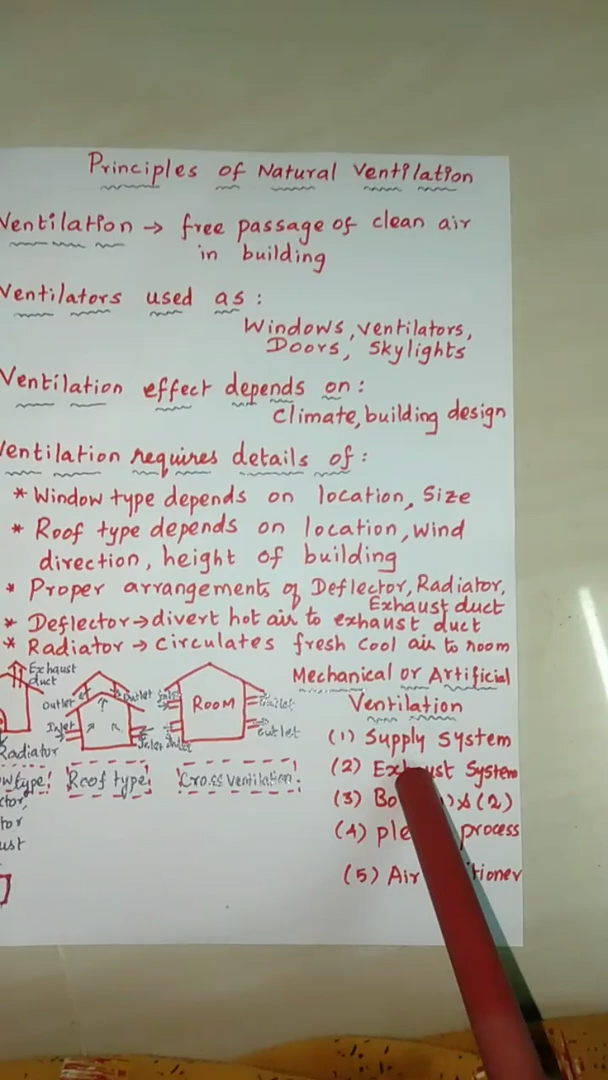 Principles of Natural Ventilation
Ventilation → free passage of clean air
in building
Ventilators used as :
Windows, ventilators,
Doors, Skylights
Ventilation effect depends on :
Climate, building design
Ventilation requires details of :
* Window type depends on location, Size
* Roof type depends on location, wind
direction, height of building
* Proper arrangements of Deflector, Radiator,
Exhaust duct
* Deflector → divert hot air to exhaust duct
* Radiator → circulates fresh cool air to room
Exhaust
duct
Outlet
Outlet
Inlet
Room
Outlet
Inlet
Inlet
Radiator
Roof type
Cross ventilation
Mechanical or Artificial
Ventilation
(1) Supply System
(2) Exhaust System
(3) (2)
(4) process
(5) Air